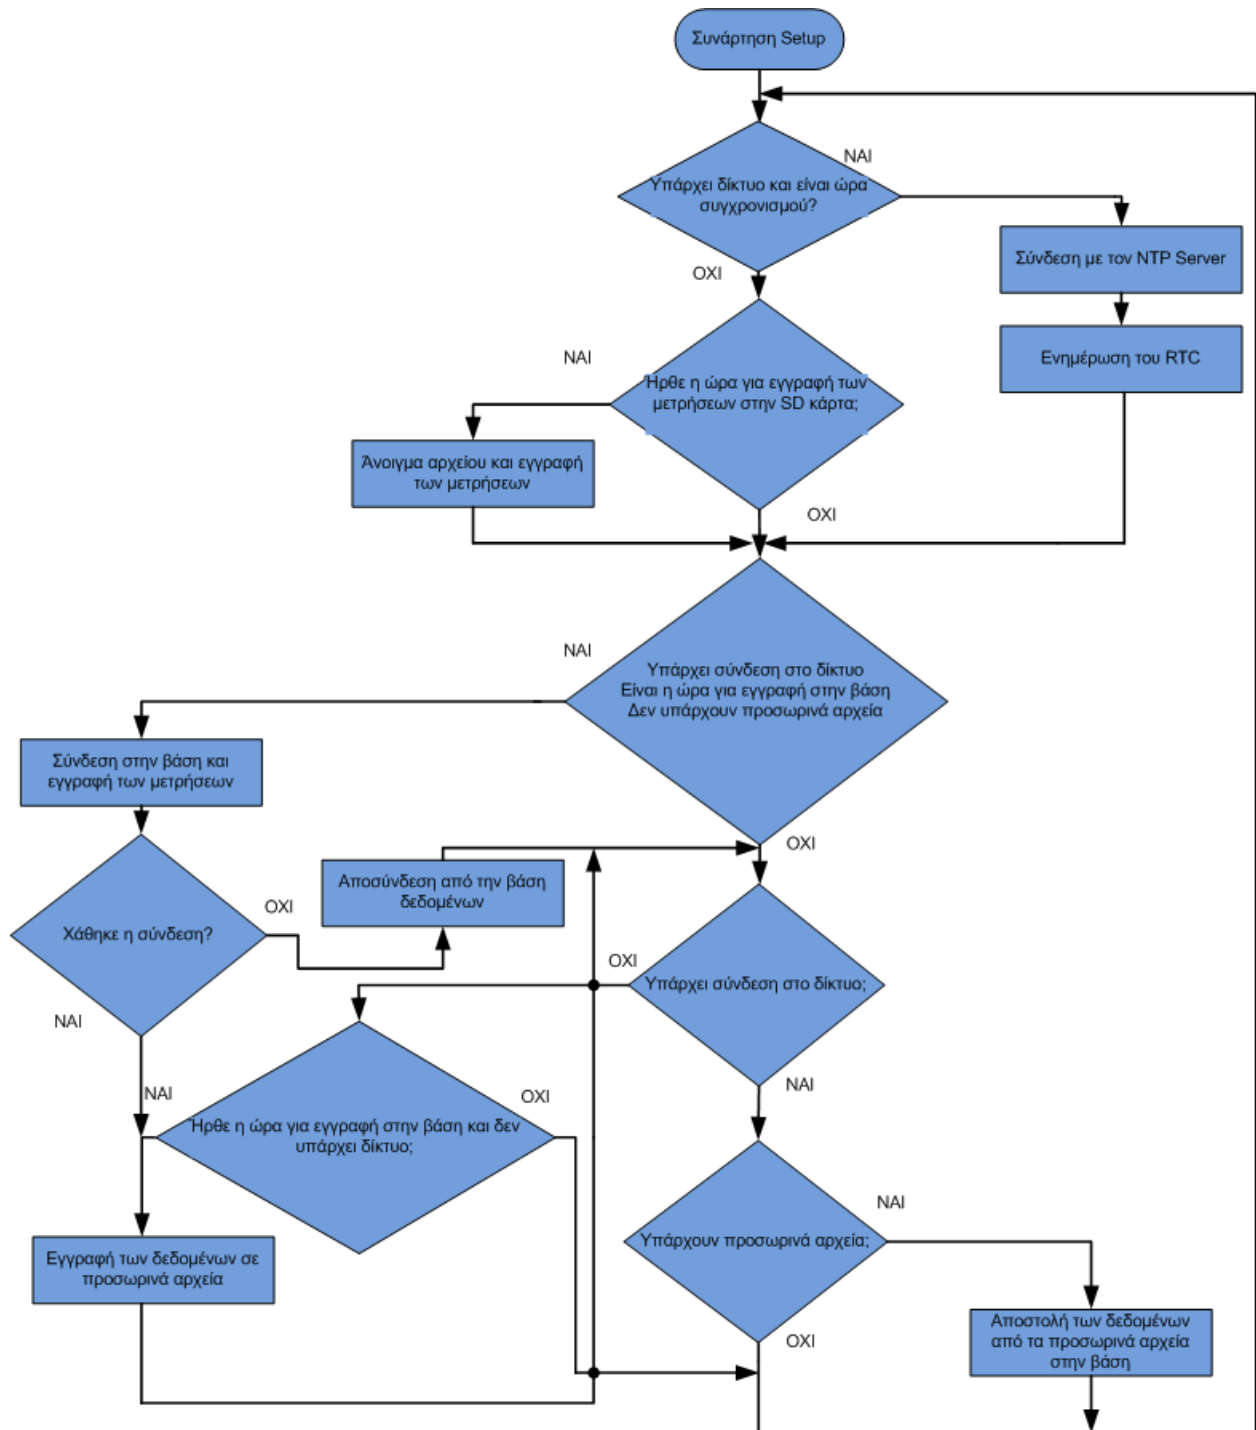 Συνάρτηση Setup
ΝΑΙ
Υπάρχει δίκτυο και είναι ώρα
συγχρονισμού?
Σύνδεση με τον NTP Server
ΟΧΙ
Ενημέρωση του RTC
ΝΑΙ
Ήρθε η ώρα για εγγραφή των
μετρήσεων στην SD κάρτα;
Άνοιγμα αρχείου και εγγραφή
των μετρήσεων
ΟΧΙ
ΝΑΙ
Υπάρχει σύνδεση στο δίκτυο
Είναι η ώρα για εγγραφή στην βάση
Δεν υπάρχουν προσωρινά αρχεία
Σύνδεση στην βάση και
εγγραφή των μετρήσεων
ΟΧΙ
Αποσύνδεση από την βάση
δεδομένων
ΟΧΙ
Χάθηκε η σύνδεση?
ΟΧΙ
Υπάρχει σύνδεση στο δίκτυο;
ΝΑΙ
ΝΑΙ
ΟΧΙ
ΝΑΙ
Ήρθε η ώρα για εγγραφή στην βάση και δεν
υπάρχει δίκτυο;
ΝΑΙ
Υπάρχουν προσωρινά αρχεία;
Εγγραφή των δεδομένων σε
προσωρινά αρχεία
ΟΧΙ
Αποστολή των δεδομένων
από τα προσωρινά αρχεία
στην βάση